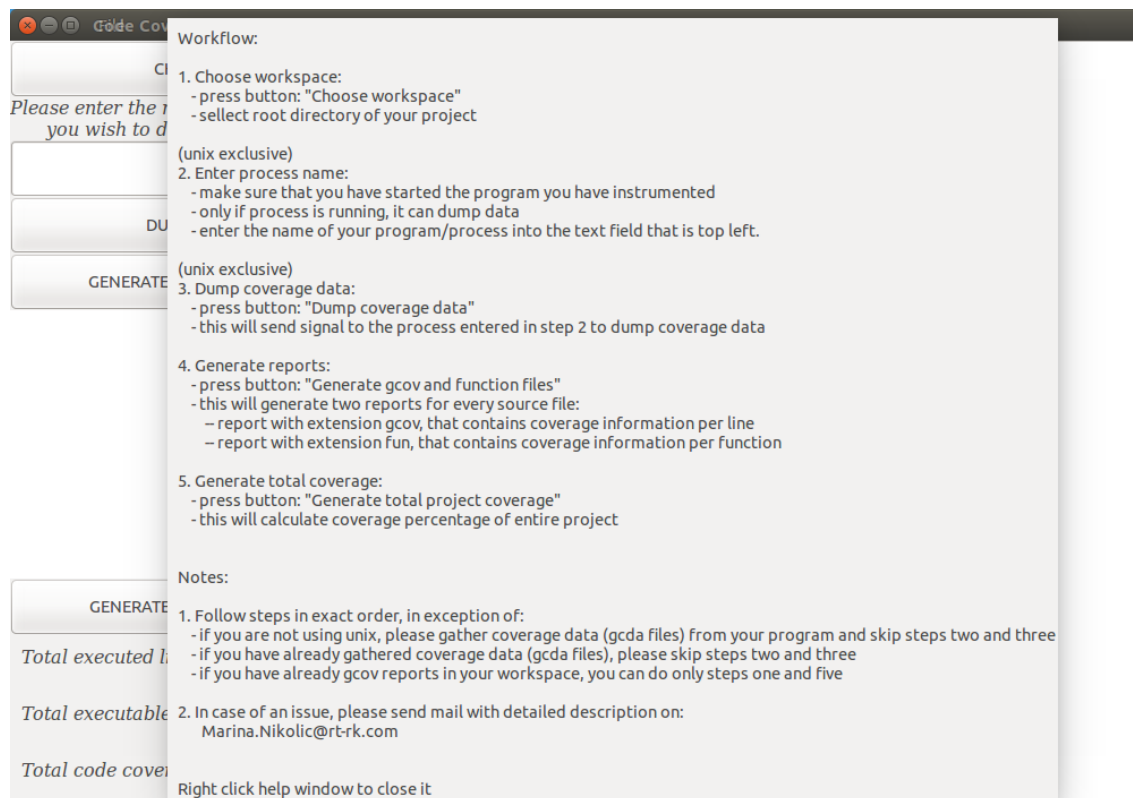 Code Cov
File
Workflow:
1. Choose workspace:
- press button: "Choose workspace"
- sellect root directory of your project
(unix exclusive)
2. Enter process name:
- make sure that you have started the program you have instrumented
- only if process is running, it can dump data
- enter the name of your program/process into the text field that is top left.
(unix exclusive)
3. Dump coverage data:
- press button: "Dump coverage data"
- this will send signal to the process entered in step 2 to dump coverage data
4. Generate reports:
- press button: "Generate gcov and function files"
- this will generate two reports for every source file:
-- report with extension gcov, that contains coverage information per line
-- report with extension fun, that contains coverage information per function
5. Generate total coverage:
- press button: "Generate total project coverage"
- this will calculate coverage percentage of entire project
Notes:
1. Follow steps in exact order, in exception of:
- if you are not using unix, please gather coverage data (gcda files) from your program and skip steps two and three
- if you have already gathered coverage data (gcda files), please skip steps two and three
- if you have already gcov reports in your workspace, you can do only steps one and five
2. In case of an issue, please send mail with detailed description on:
Marina.Nikolic@rt-rk.com
Right click help window to close it
Please enter the
you wish to d
DU
GENERATE
GENERATE
Total executed
Total executable
Total code cover